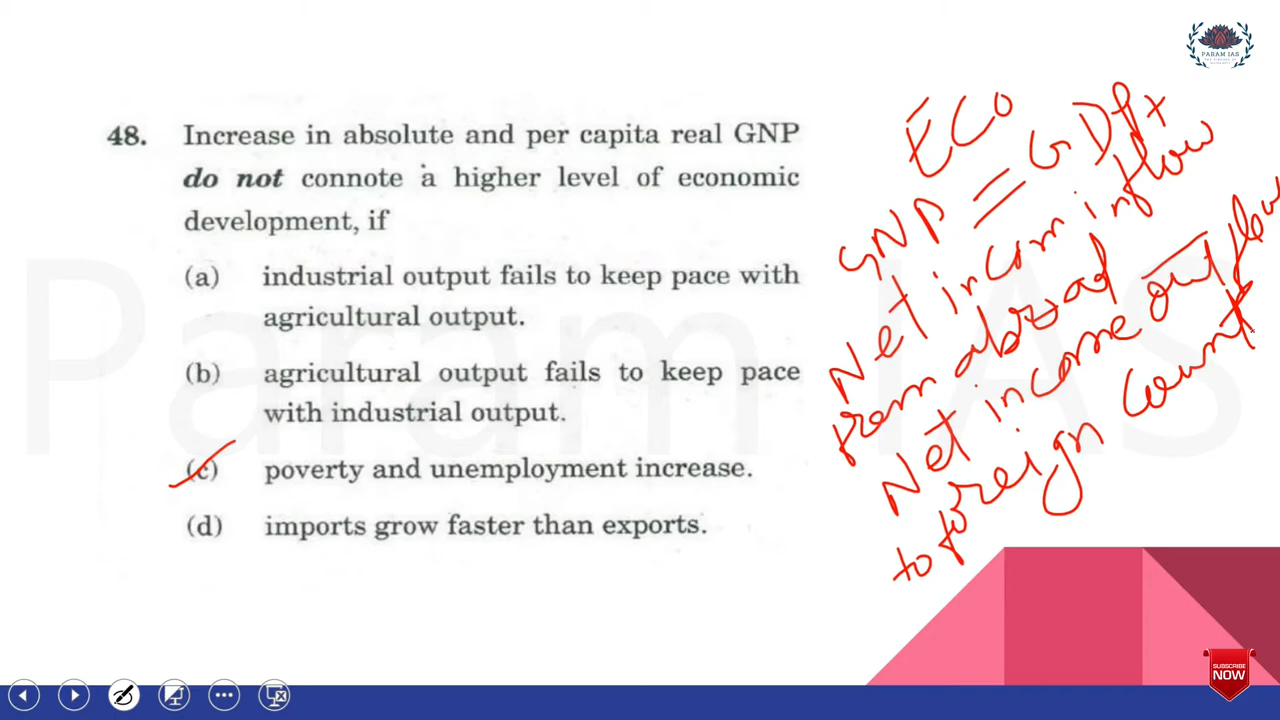 PARAM IAS
48. Increase in absolute and per capita real GNP
do not connote a higher level of economic
development, if
(a) industrial output fails to keep pace with
agricultural output.
(b) agricultural output fails to keep pace
with industrial output.
(c) poverty and unemployment increase.
(d) imports grow faster than exports.
Param IAS
ECO
GNP = GDP +
Net incom inflow
from abroad
Net income outflow
to foreign count
SUBSCRIBE
NOW